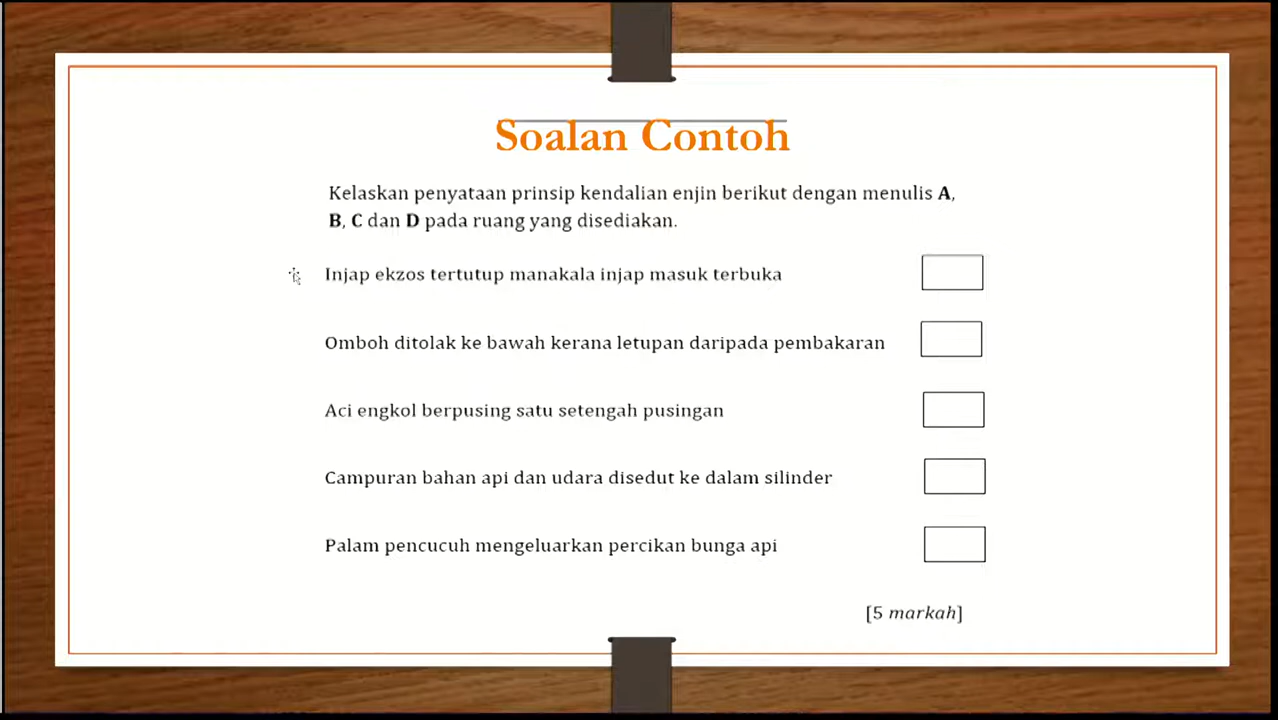 Soalan Contoh
Kelaskan penyataan prinsip kendalian enjin berikut dengan menulis A,
B, C dan D pada ruang yang disediakan.
Injap ekzos tertutup manakala injap masuk terbuka
Omboh ditolak ke bawah kerana letupan daripada pembakaran
Aci engkol berpusing satu setengah pusingan
Campuran bahan api dan udara disedut ke dalam silinder
Palam pencucuh mengeluarkan percikan bunga api
[5 markah]